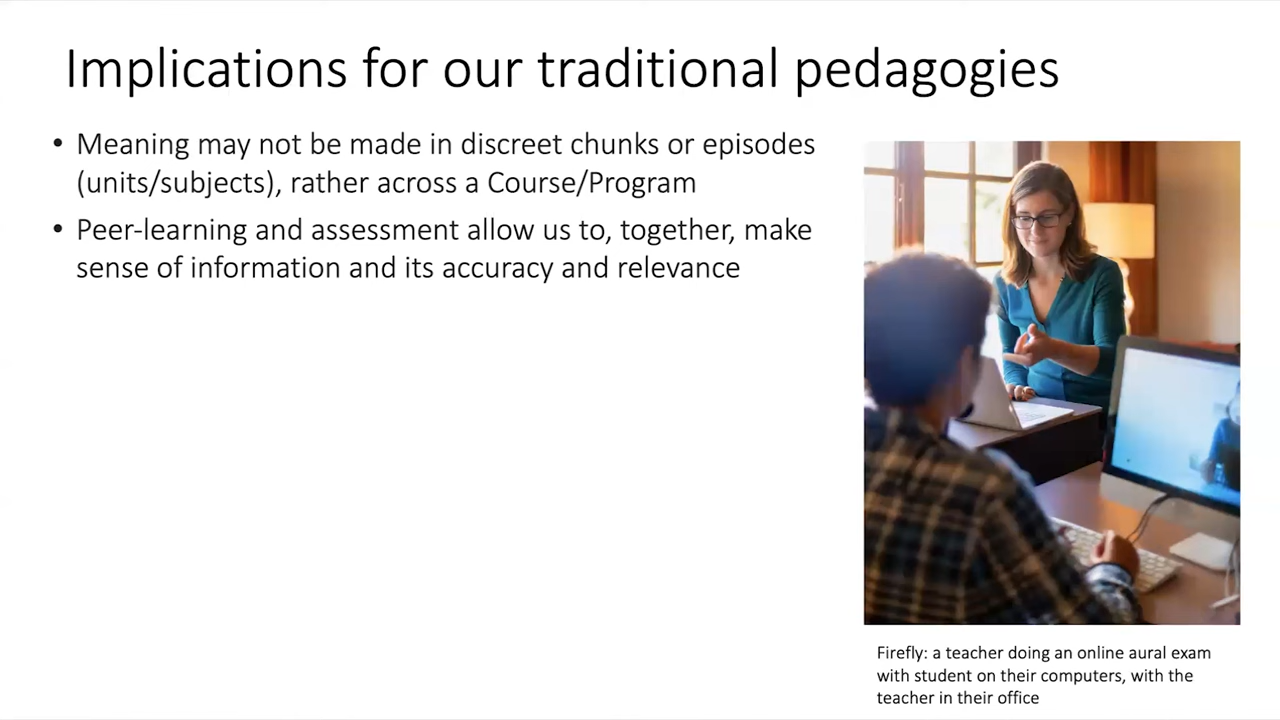 Implications for our traditional pedagogies
• Meaning may not be made in discreet chunks or episodes
(units/subjects), rather across a Course/Program
• Peer-learning and assessment allow us to, together, make
sense of information and its accuracy and relevance
Firefly: a teacher doing an online aural exam
with student on their computers, with the
teacher in their office